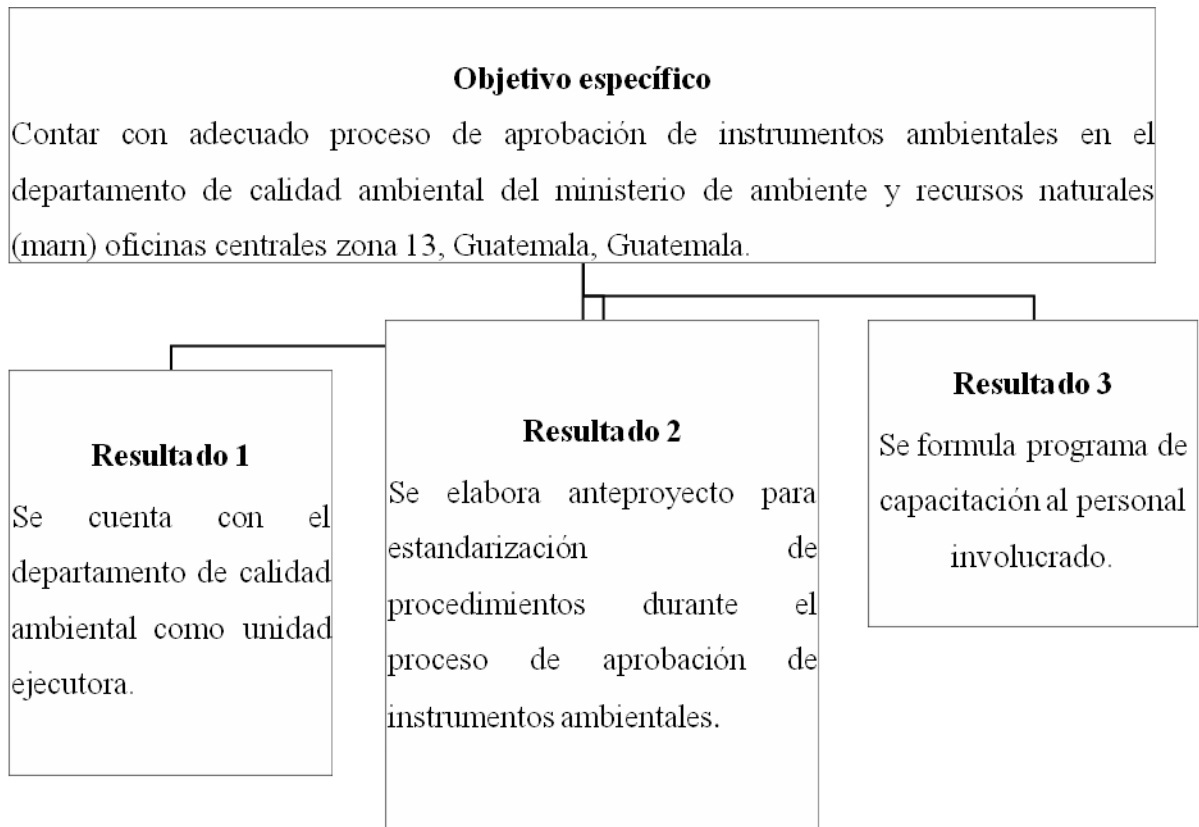 Objetivo específico
Contar con adecuado proceso de aprobación de instrumentos ambientales en el
departamento de calidad ambiental del ministerio de ambiente y recursos naturales
(marn) oficinas centrales zona 13, Guatemala, Guatemala.
Resultado 1
Se cuenta con el
departamento de calidad
ambiental como unidad
ejecutora.
Resultado 2
Se elabora anteproyecto para
estandarización de
procedimientos durante el
proceso de aprobación de
instrumentos ambientales.
Resultado 3
Se formula programa de
capacitación al personal
involucrado.